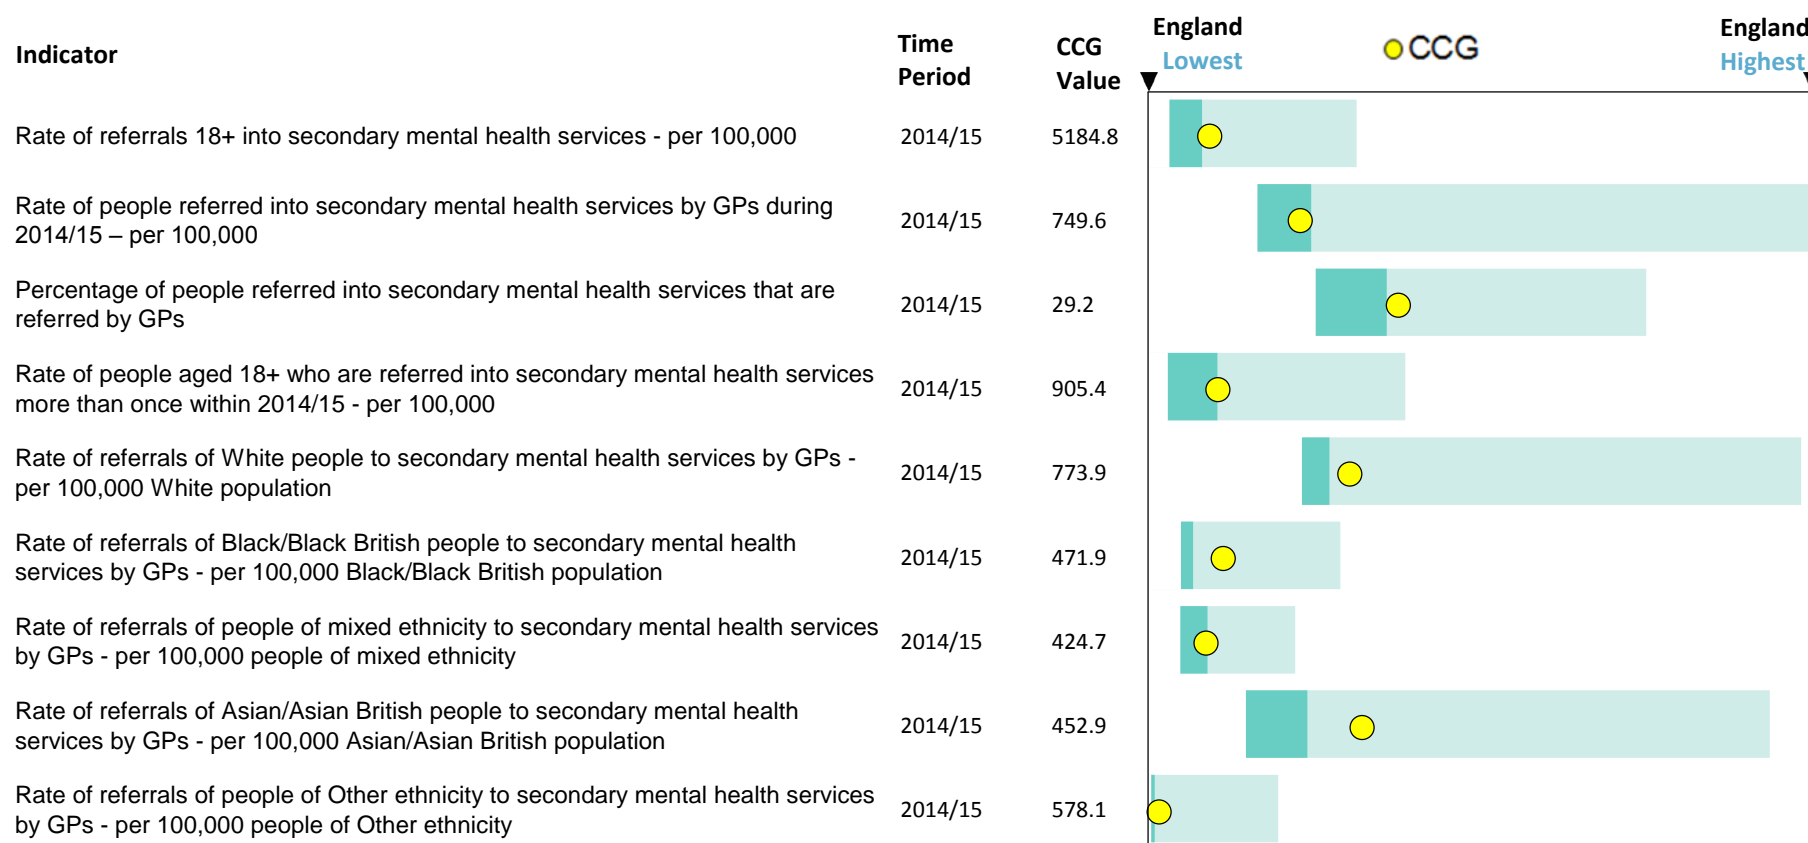 Indicator
Time Period
CCG Value
England Lowest
CCG
England Highest
Rate of referrals 18+ into secondary mental health services - per 100,000
2014/15
5184.8
Rate of people referred into secondary mental health services by GPs during
2014/15 – per 100,000
2014/15
749.6
Percentage of people referred into secondary mental health services that are
referred by GPs
2014/15
29.2
Rate of people aged 18+ who are referred into secondary mental health services
more than once within 2014/15 - per 100,000
2014/15
905.4
Rate of referrals of White people to secondary mental health services by GPs -
per 100,000 White population
2014/15
773.9
Rate of referrals of Black/Black British people to secondary mental health
services by GPs - per 100,000 Black/Black British population
2014/15
471.9
Rate of referrals of people of mixed ethnicity to secondary mental health services
by GPs - per 100,000 people of mixed ethnicity
2014/15
424.7
Rate of referrals of Asian/Asian British people to secondary mental health
services by GPs - per 100,000 Asian/Asian British population
2014/15
452.9
Rate of referrals of people of Other ethnicity to secondary mental health services
by GPs - per 100,000 people of Other ethnicity
2014/15
578.1